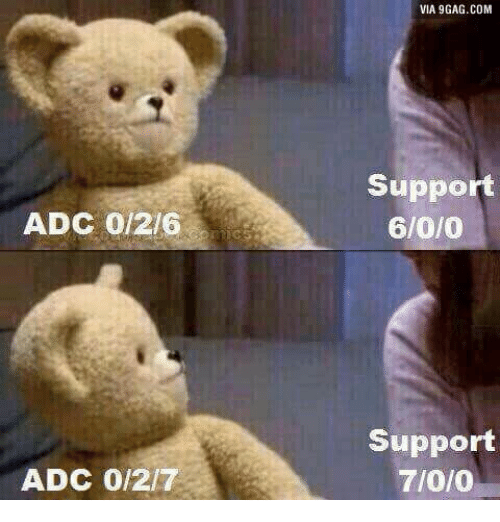 VIA 9GAG.COM
Support
6/0/0
ADC 0/2/6
Support
7/0/0
ADC 0/2/7